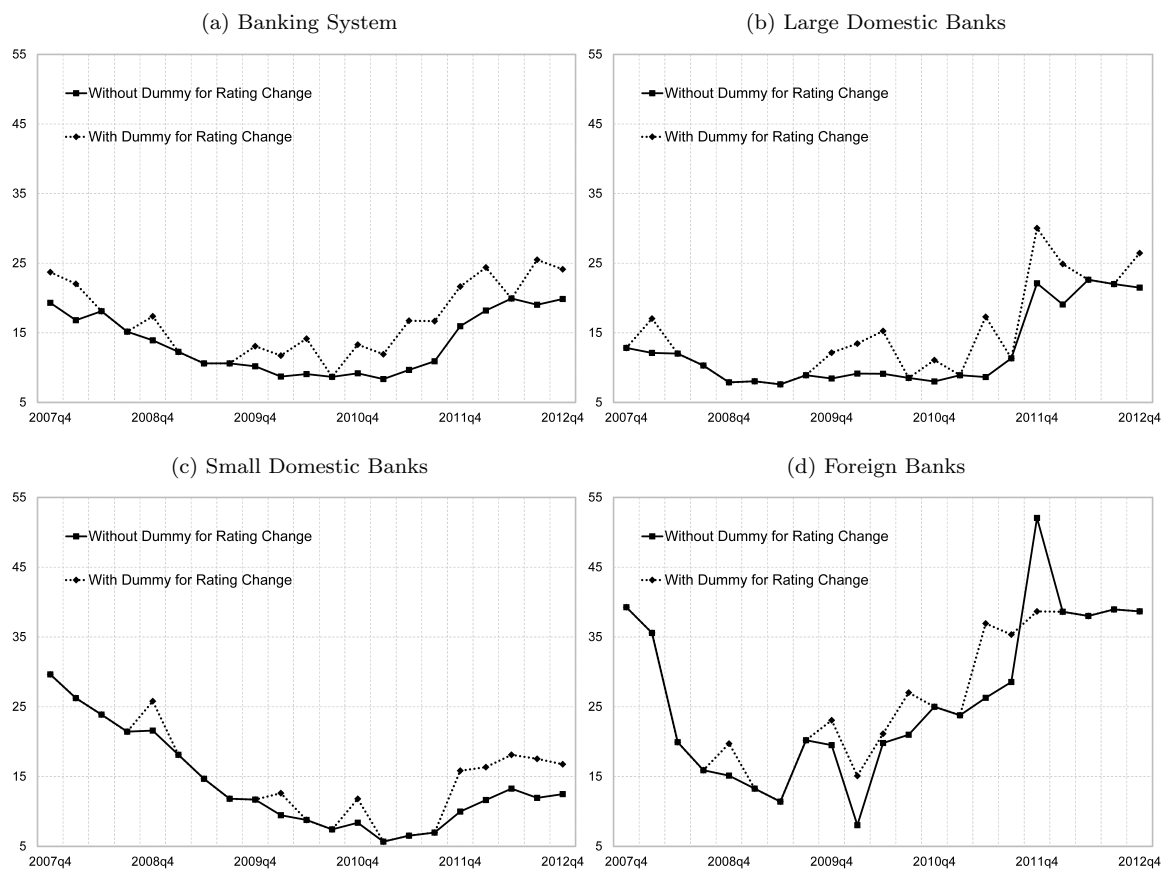 (a) Banking System
55
45
35
25
15
5
Without Dummy for Rating Change
With Dummy for Rating Change
2007q4 2008q4 2009q4 2010q4 2011q4 2012q4
(b) Large Domestic Banks
55
45
35
25
15
5
Without Dummy for Rating Change
With Dummy for Rating Change
2007q4 2008q4 2009q4 2010q4 2011q4 2012q4
(c) Small Domestic Banks
55
45
35
25
15
5
Without Dummy for Rating Change
With Dummy for Rating Change
2007q4 2008q4 2009q4 2010q4 2011q4 2012q4
(d) Foreign Banks
55
45
35
25
15
5
Without Dummy for Rating Change
With Dummy for Rating Change
2007q4 2008q4 2009q4 2010q4 2011q4 2012q4